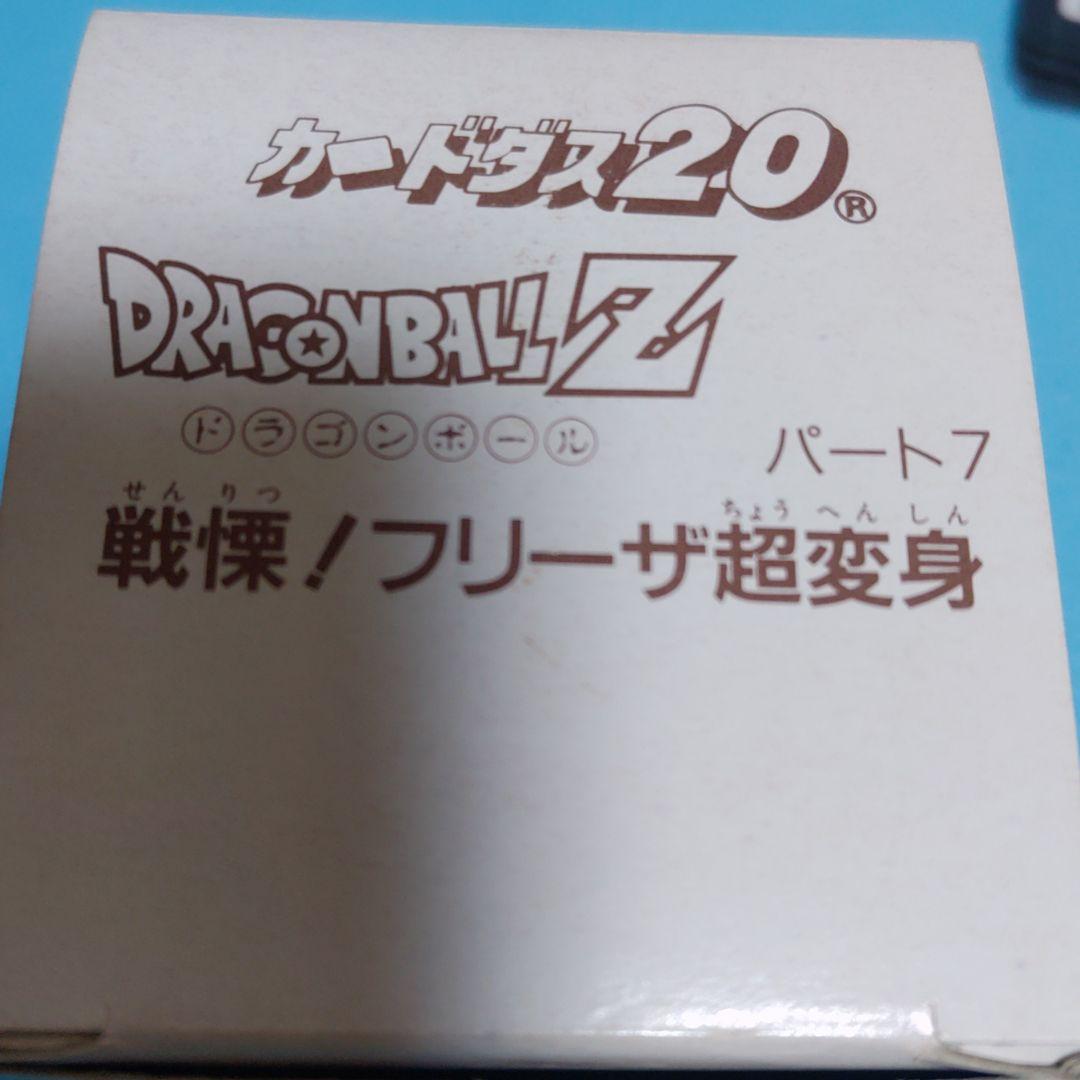 カードダス20®
DRAGONBALL Z
ドラゴンボール
パート7
せんりつ ちょうへんしん
戦慄!フリーザ超変身